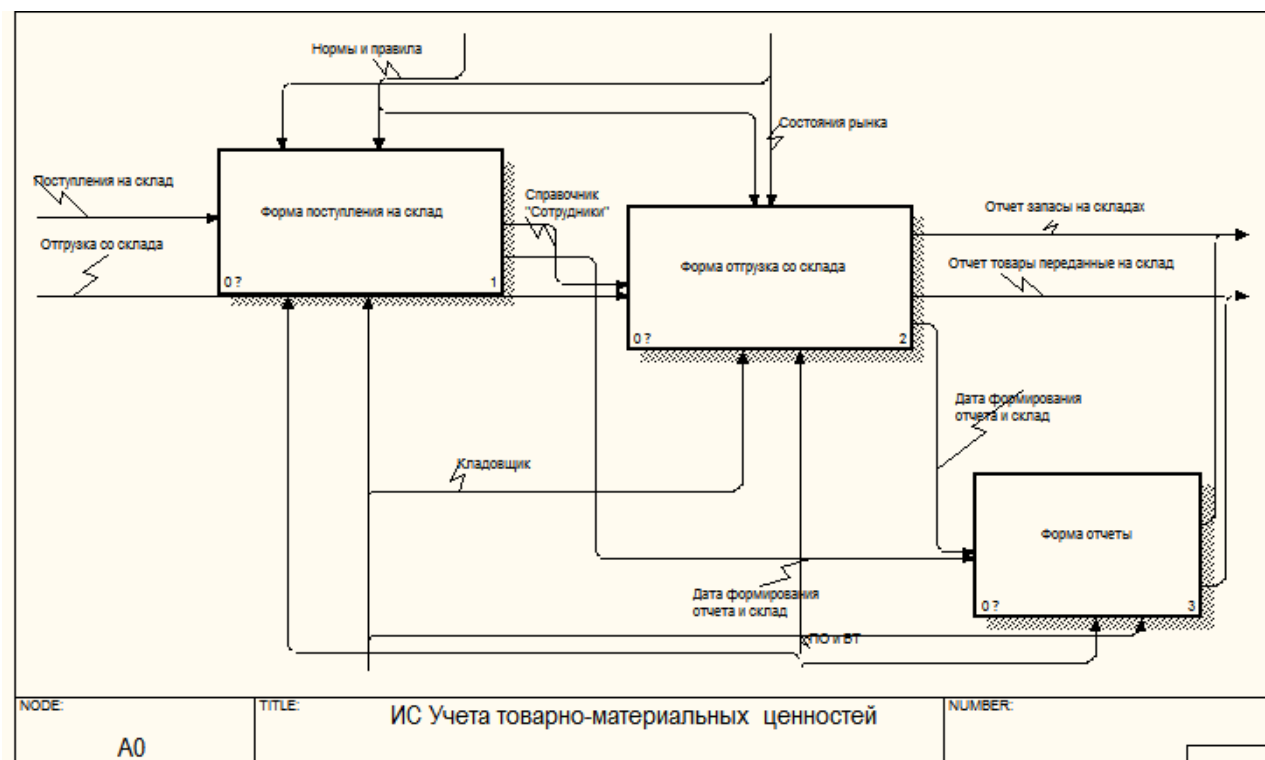 Нормы и правила
Состояния рынка
Поступления на склад
Форма поступления на склад
Справочник
"Сотрудники"
Отчет запасы на складах
Отгрузка со склада
Форма отгрузка со склада
Отчет товары переданные на склад
0 ?
1
0 ?
2
Дата формирования
отчета и склад
Кладовщик
Форма отчеты
Дата формирования
отчета и склад
0 ?
3
ПО и ВТ
NODE:
TITLE:
ИС Учета товарно-материальных ценностей
NUMBER:
A0